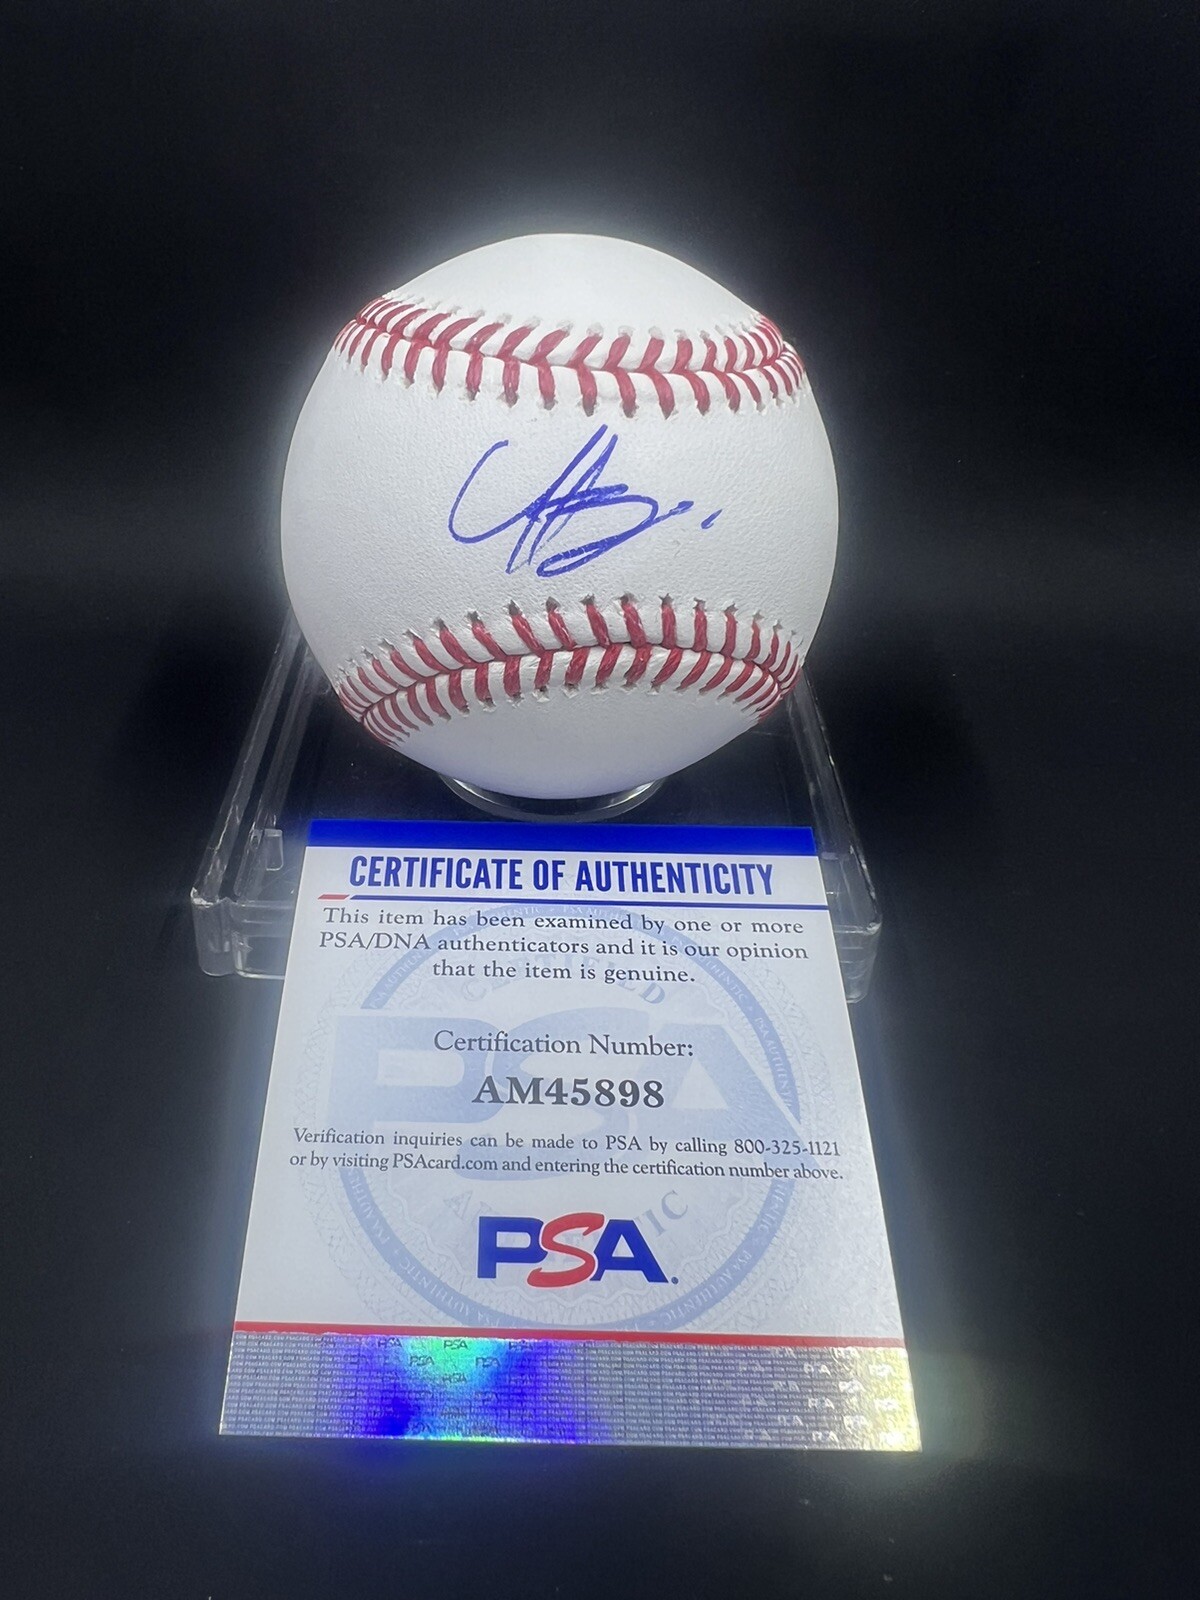 CERTIFICATE OF AUTHENTICITY
This item has been examined by one or more
PSA/DNA authenticators and it is our opinion
that the item is genuine.
Certification Number:
AM45898
Verification inquiries can be made to PSA by calling 800-325-1121
or by visiting PSAcard.com and entering the certification number above.
PSA